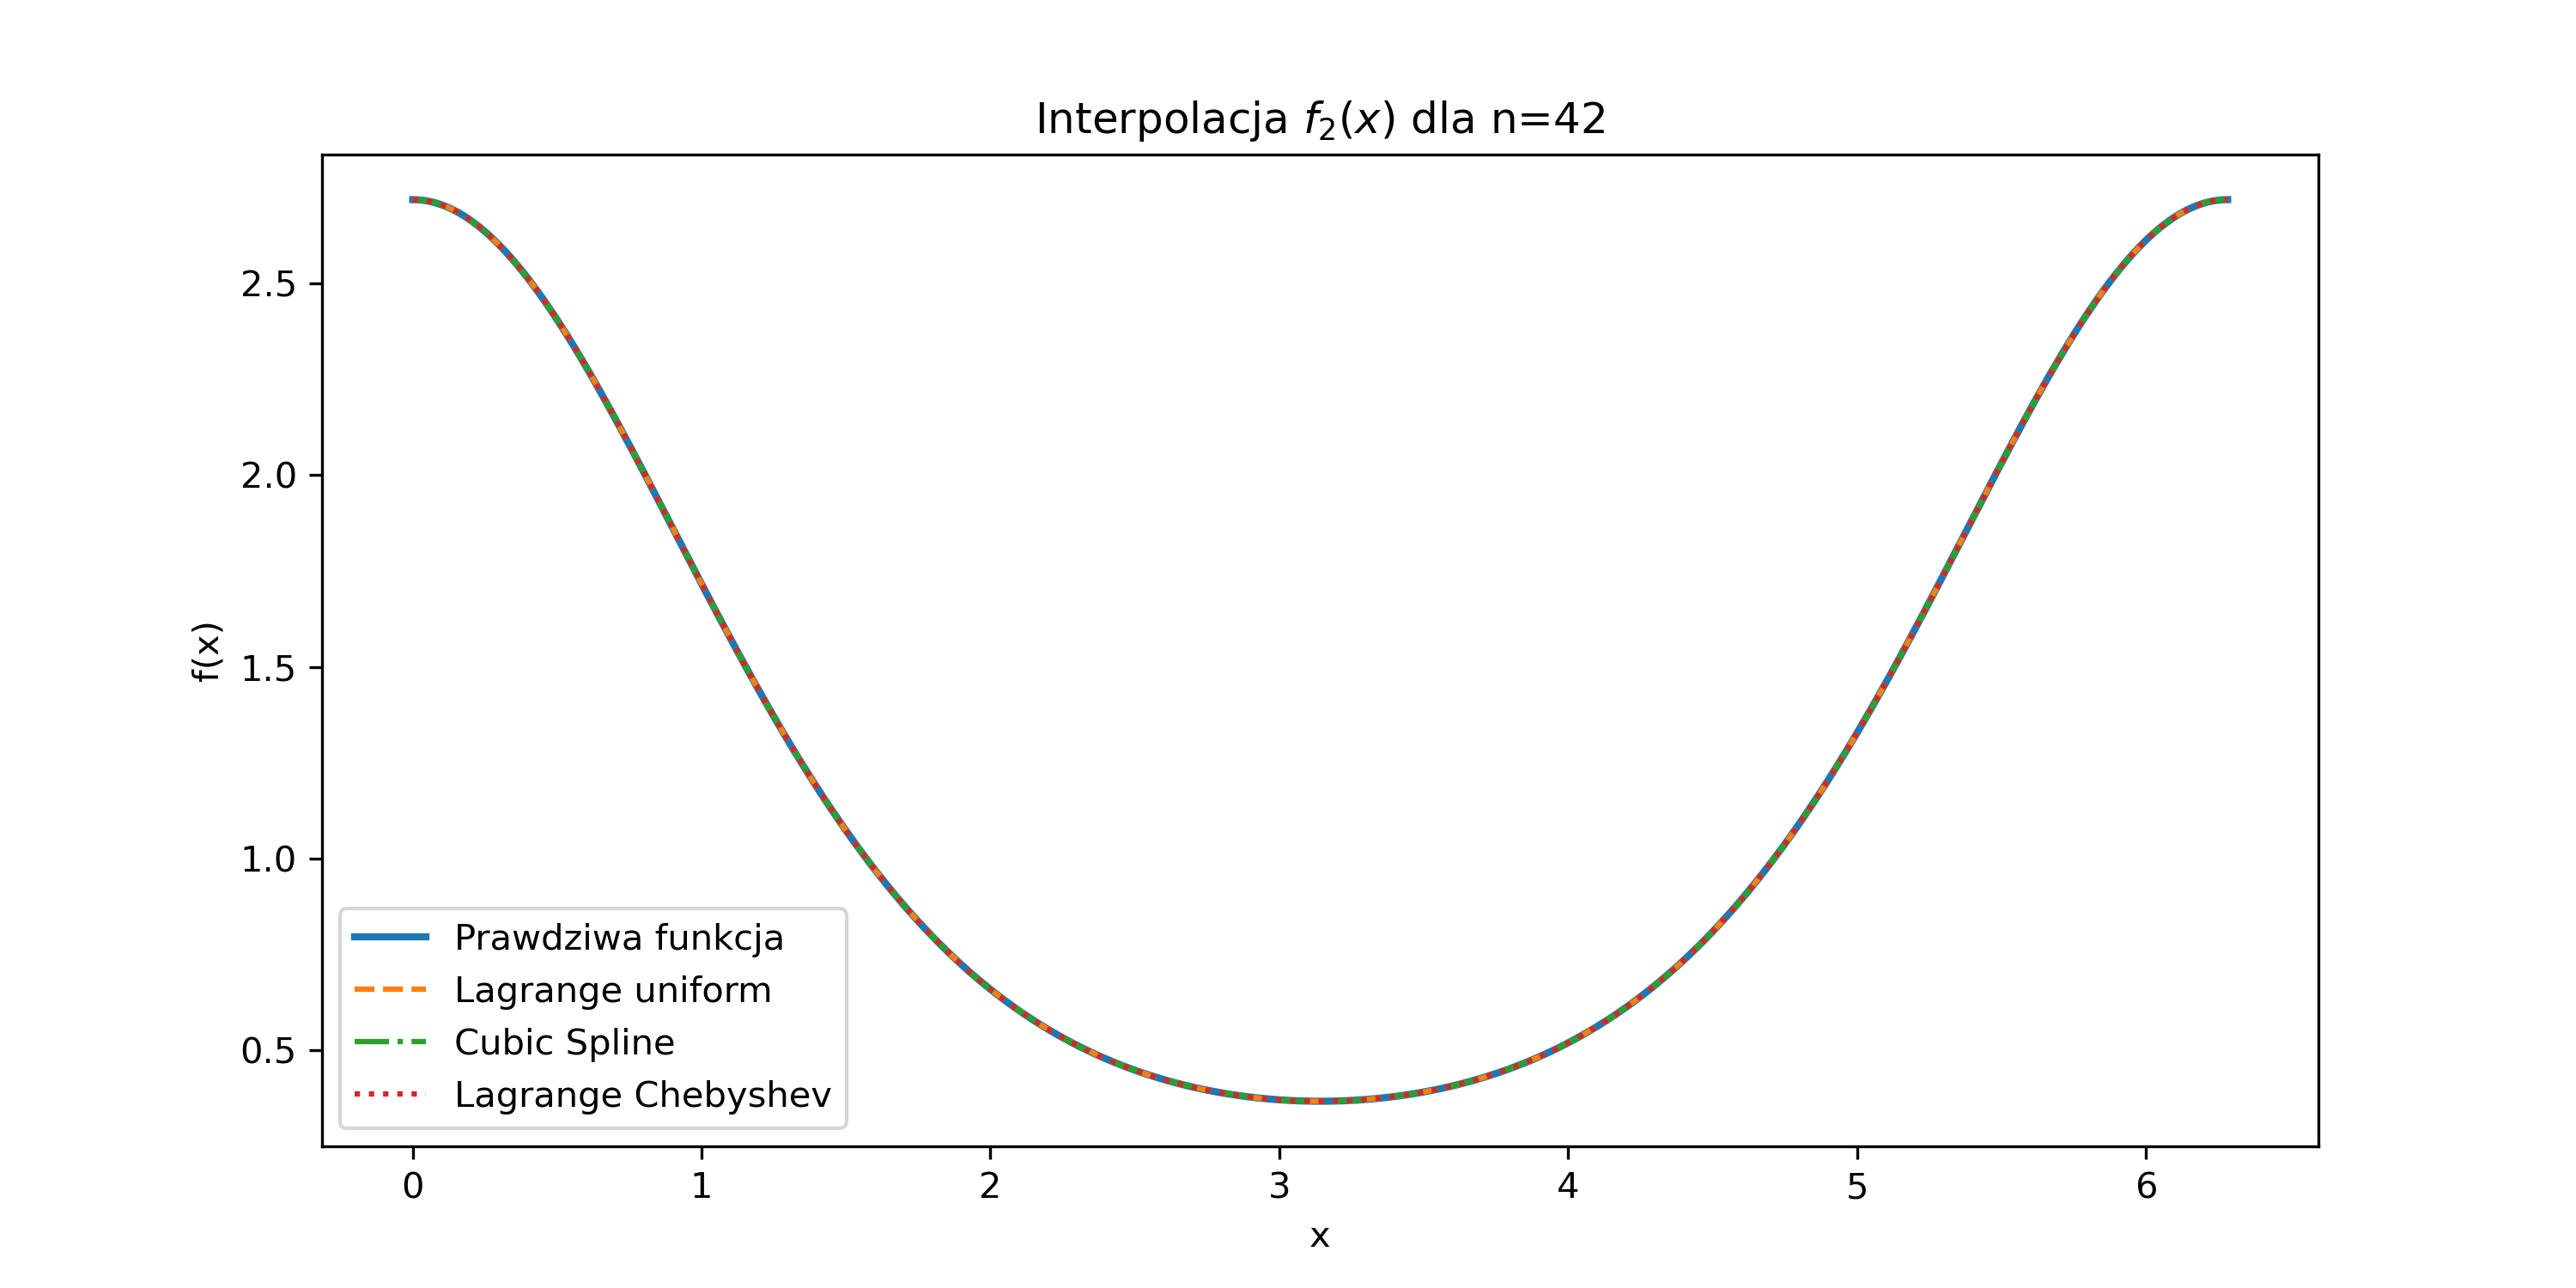 Interpolacja f₂(x) dla n=42
f(x)
2.5
2.0
1.5
1.0
0.5
Prawdziwa funkcja
Lagrange uniform
Cubic Spline
Lagrange Chebyshev
0 1 2 3 4 5 6
x